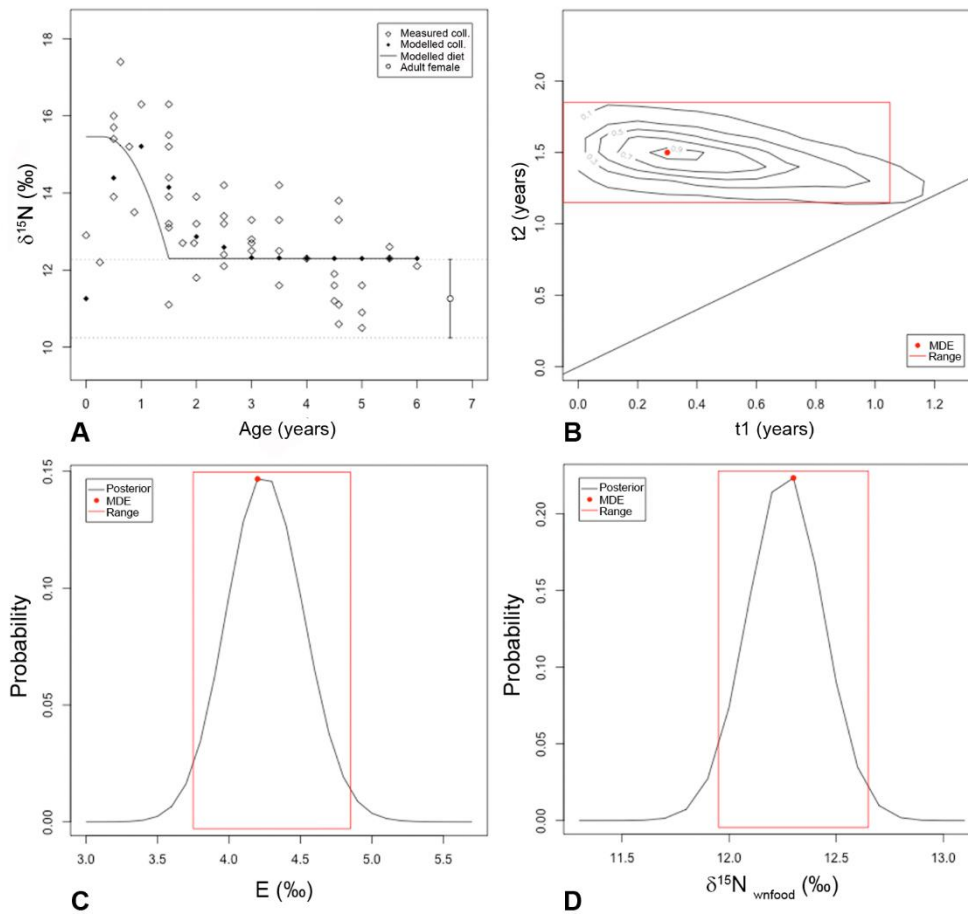 18
16
14
12
10
δ15N (‰)
Measured coll.
Modelled coll.
Modelled diet
Adult female
0 1 2 3 4 5 6 7
A
Age (years)
2.0
1.5
1.0
0.5
0.0
t2 (years)
0.1
0.5
0.9
0.3
0.7
MDE
Range
0.0 0.2 0.4 0.6 0.8 1.0 1.2
B
t1 (years)
0.15
0.10
0.05
0.00
Probability
Posterior
MDE
Range
3.0 3.5 4.0 4.5 5.0 5.5
C
E (‰)
0.20
0.15
0.10
0.05
0.00
Probability
Posterior
MDE
Range
11.5 12.0 12.5 13.0
D
δ15N wnfood (‰)